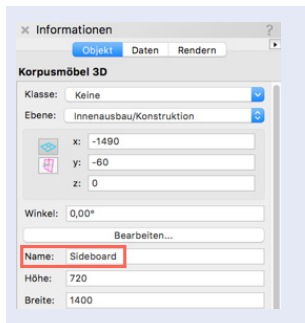 × Informationen ?
Objekt Daten Rendern
Korpusmöbel 3D
Klasse: Keine
Ebene: Innenausbau/Konstruktion
x: -1490
y: -60
z: 0
Winkel: 0,00°
Bearbeiten...
Name: Sideboard
Höhe: 720
Breite: 1400